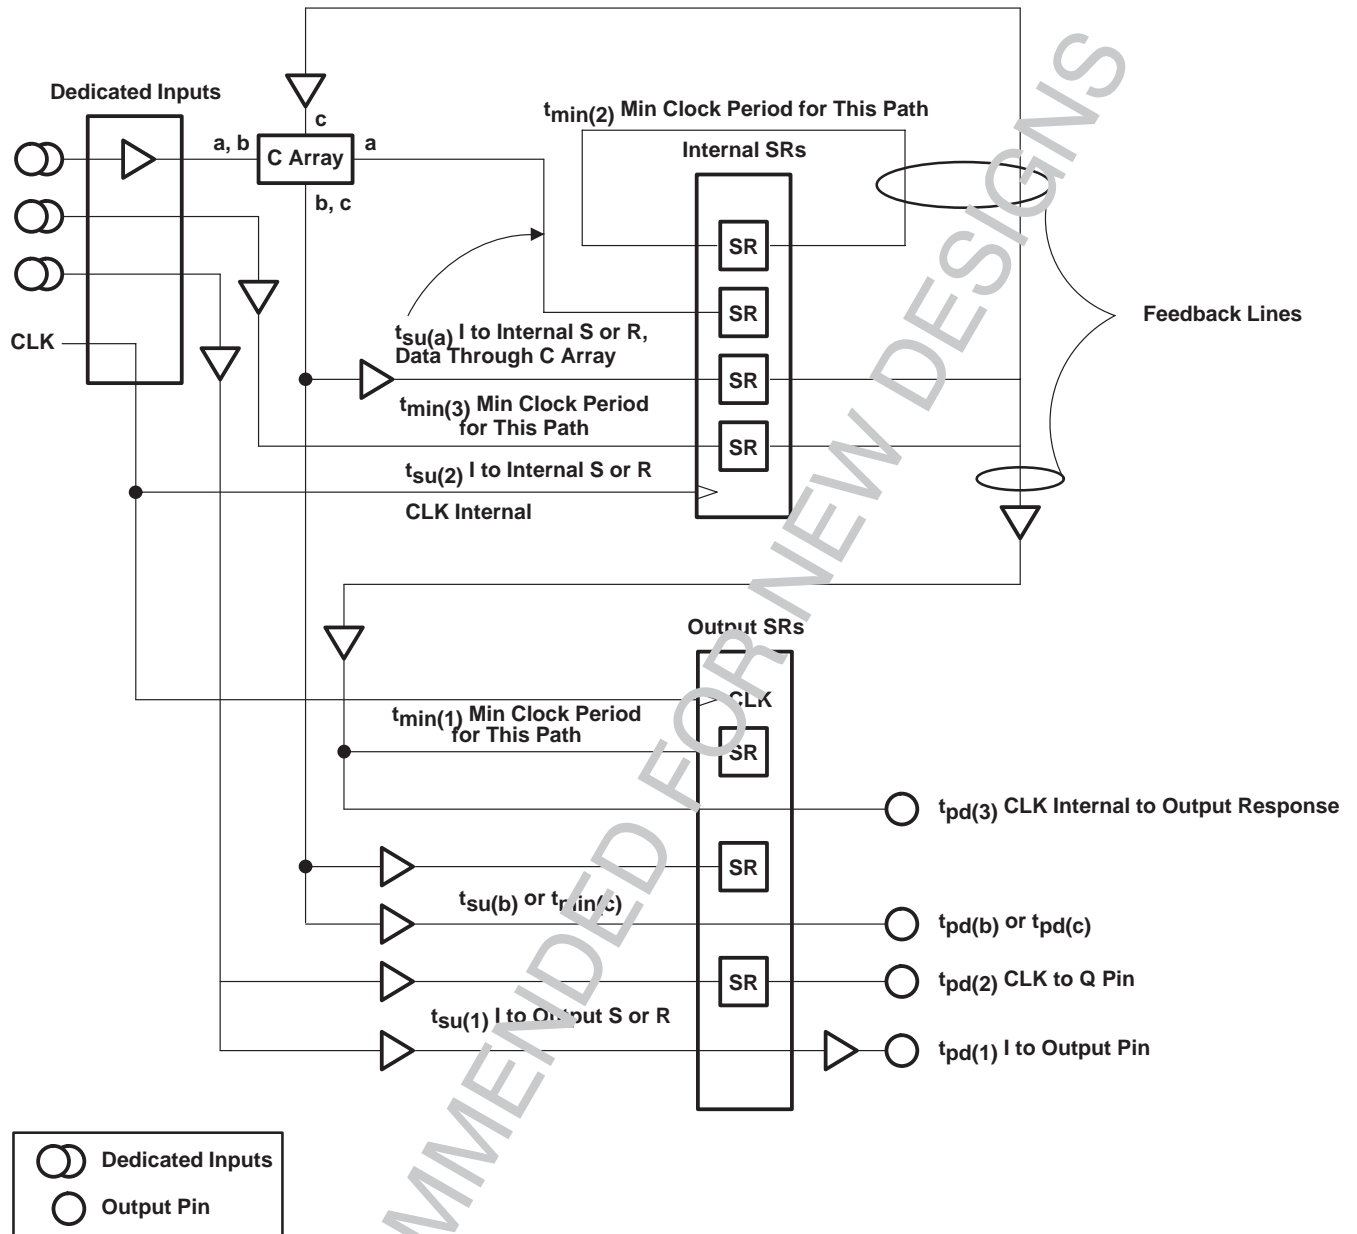 Dedicated Inputs
c
a, b
C Array
a
b, c
CLK
tmin(2) Min Clock Period for This Path
Internal SRs
SR
SR
SR
SR
tsu(a) I to Internal S or R,
Data Through C Array
tmin(3) Min Clock Period
for This Path
tsu(2) I to Internal S or R
CLK Internal
Feedback Lines
Output SRs
CLK
tmin(1) Min Clock Period
for This Path
SR
tpd(3) CLK Internal to Output Response
SR
tsu(b) or tmin(c)
tpd(b) or tpd(c)
SR
tpd(2) CLK to Q Pin
tsu(1) I to Output S or R
tpd(1) I to Output Pin
Dedicated Inputs
Output Pin
MMENDED FOR NEW DESIGNS